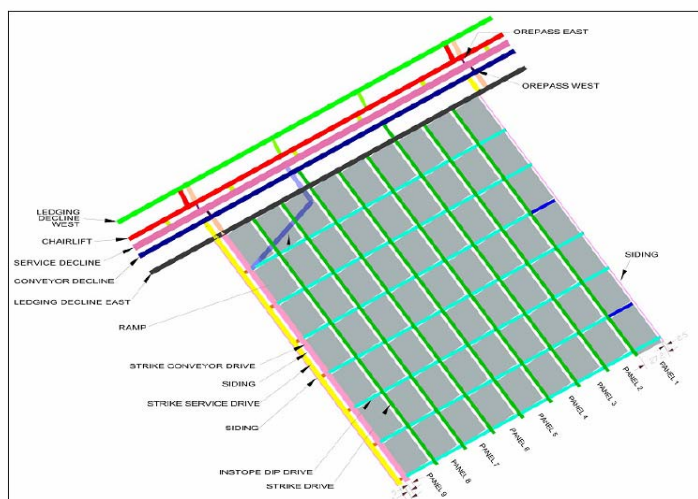 OREPASS EAST
OREPASS WEST
LEDGING
DECLINE
WEST
CHAIRLIFT
SERVICE DECLINE
CONVEYOR DECLINE
LEDGING DECLINE EAST
SIDING
RAMP
STRIKE CONVEYOR DRIVE
SIDING
STRIKE SERVICE DRIVE
SIDING
INSTOPE DIP DRIVE
STRIKE DRIVE
PANEL 1
PANEL 2
PANEL 3
PANEL 4
PANEL 5
PANEL 6
PANEL 7
PANEL 8
PANEL 9